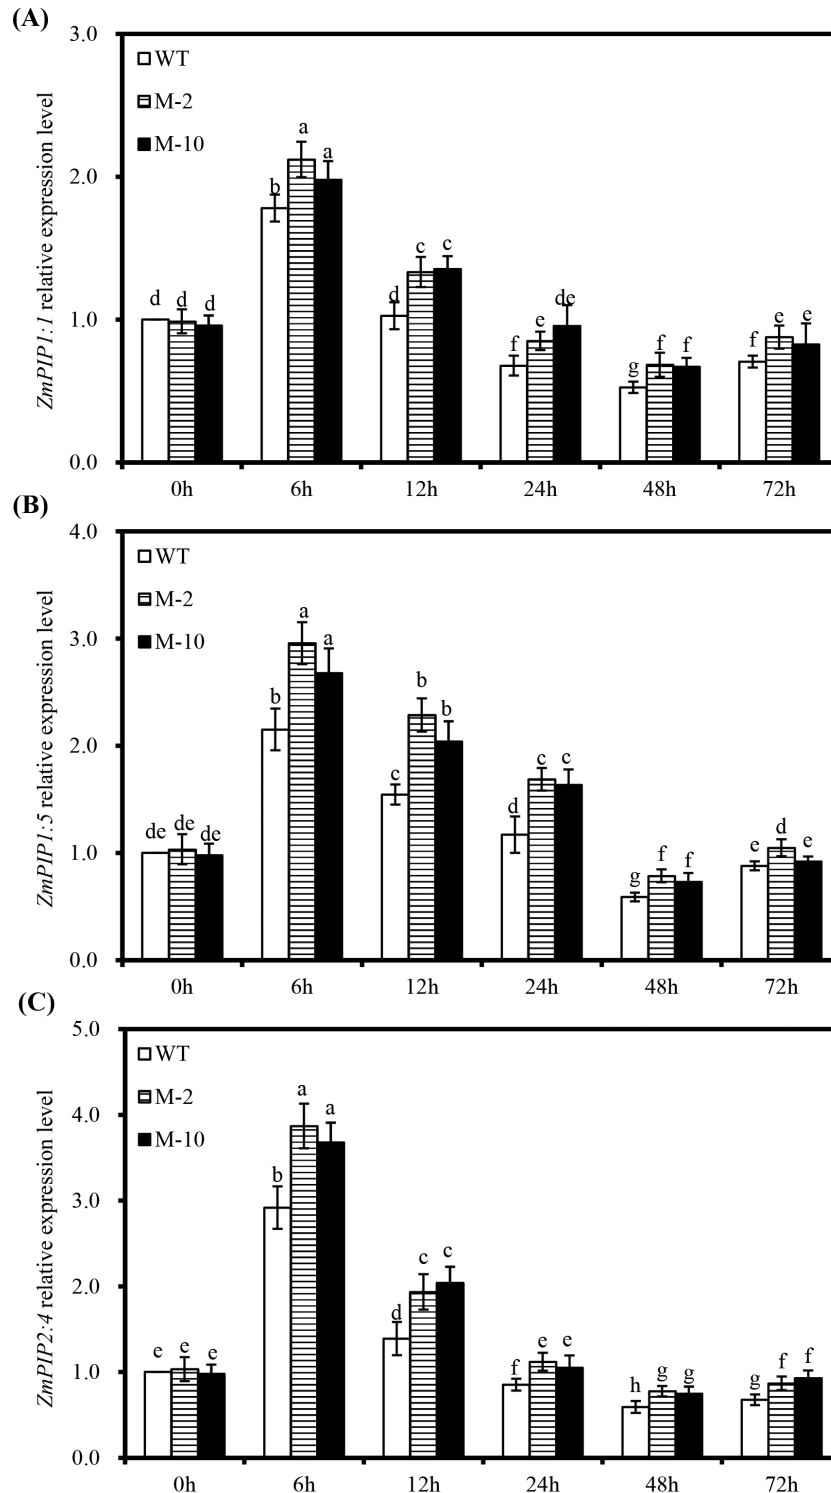 (A)
ZmPIP1:1 relative expression level
3.0
2.0
1.0
0.0
WT
M-2
M-10
d d d
b a a
d c c
f e de
g f f
f e e
0h 6h 12h 24h 48h 72h
(B)
ZmPIP1:5 relative expression level
4.0
3.0
2.0
1.0
0.0
WT
M-2
M-10
de de de
b a a
c b b
d c c
g f f
e d e
0h 6h 12h 24h 48h 72h
(C)
ZmPIP2:4 relative expression level
5.0
4.0
3.0
2.0
1.0
0.0
WT
M-2
M-10
e e e
b a a
d c c
f e e
h g g
g f f
0h 6h 12h 24h 48h 72h